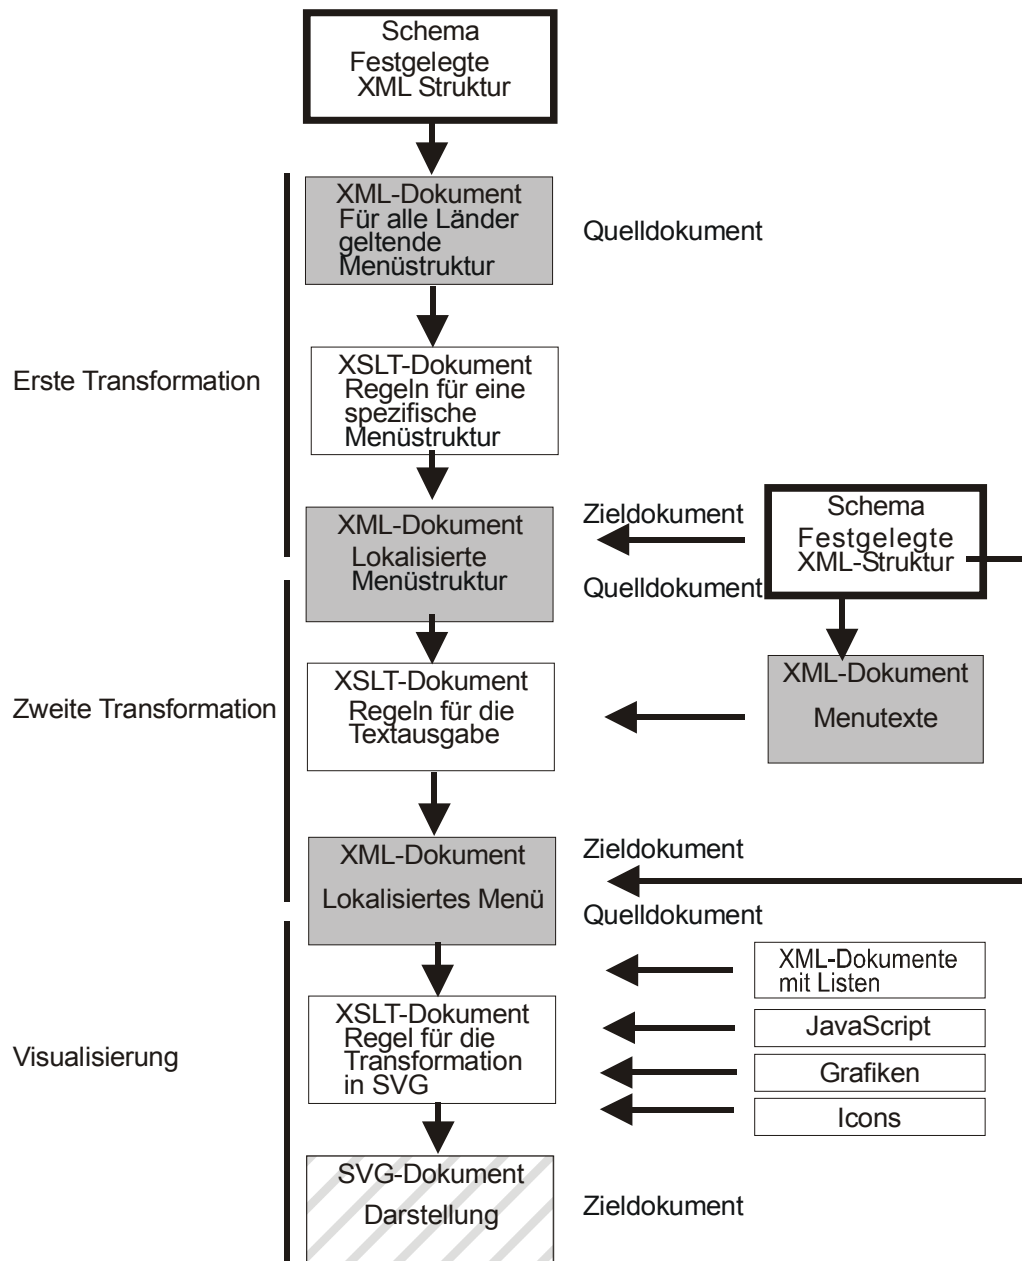 Schema
Festgelegte
XML Struktur
XML-Dokument
Für alle Länder
geltende
Menüstruktur
Quelldokument
XSLT-Dokument
Regeln für eine
spezifische
Menüstruktur
Erste Transformation
XML-Dokument
Lokalisierte
Menüstruktur
Zieldokument
Quelldokument
Schema
Festgelegte
XML-Struktur
XSLT-Dokument
Regeln für die
Textausgabe
Zweite Transformation
XML-Dokument
Menutexte
XML-Dokument
Lokalisiertes Menü
Zieldokument
Quelldokument
XSLT-Dokument
Regel für die
Transformation
in SVG
Visualisierung
XML-Dokumente
mit Listen
JavaScript
Grafiken
Icons
SVG-Dokument
Darstellung
Zieldokument